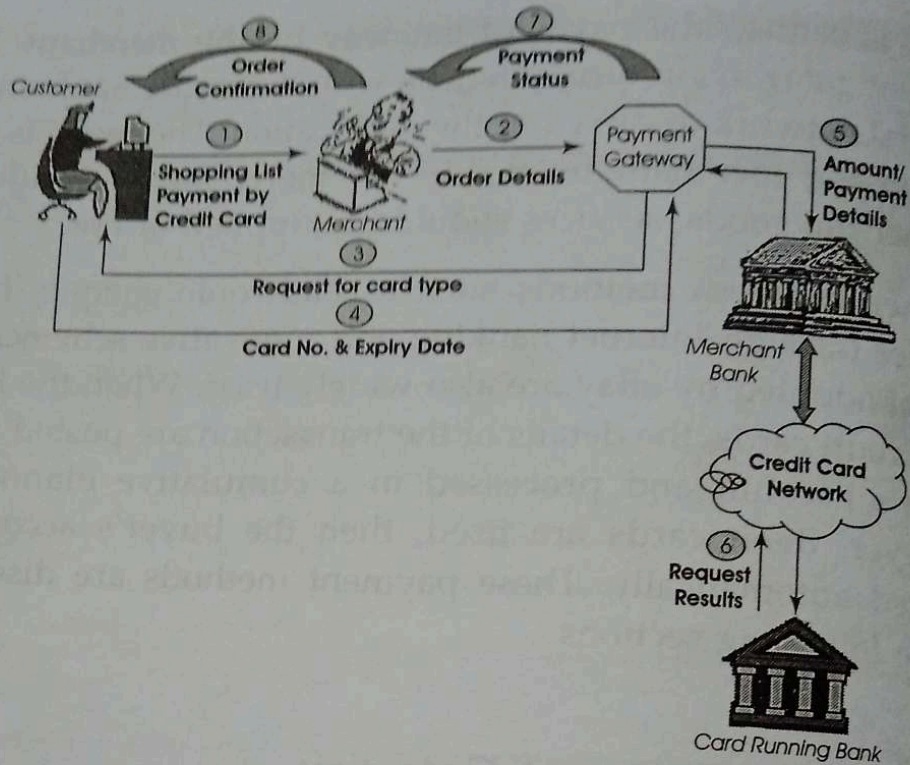 8
Order
Confirmation
7
Payment
Status
Customer
1
Shopping List
Payment by
Credit Card
Merchant
2
Order Details
Payment
Gateway
5
Amount/
Payment
Details
3
Request for card type
4
Card No. & Expiry Date
Merchant
Bank
Credit Card
Network
6
Request
Results
Card Running Bank